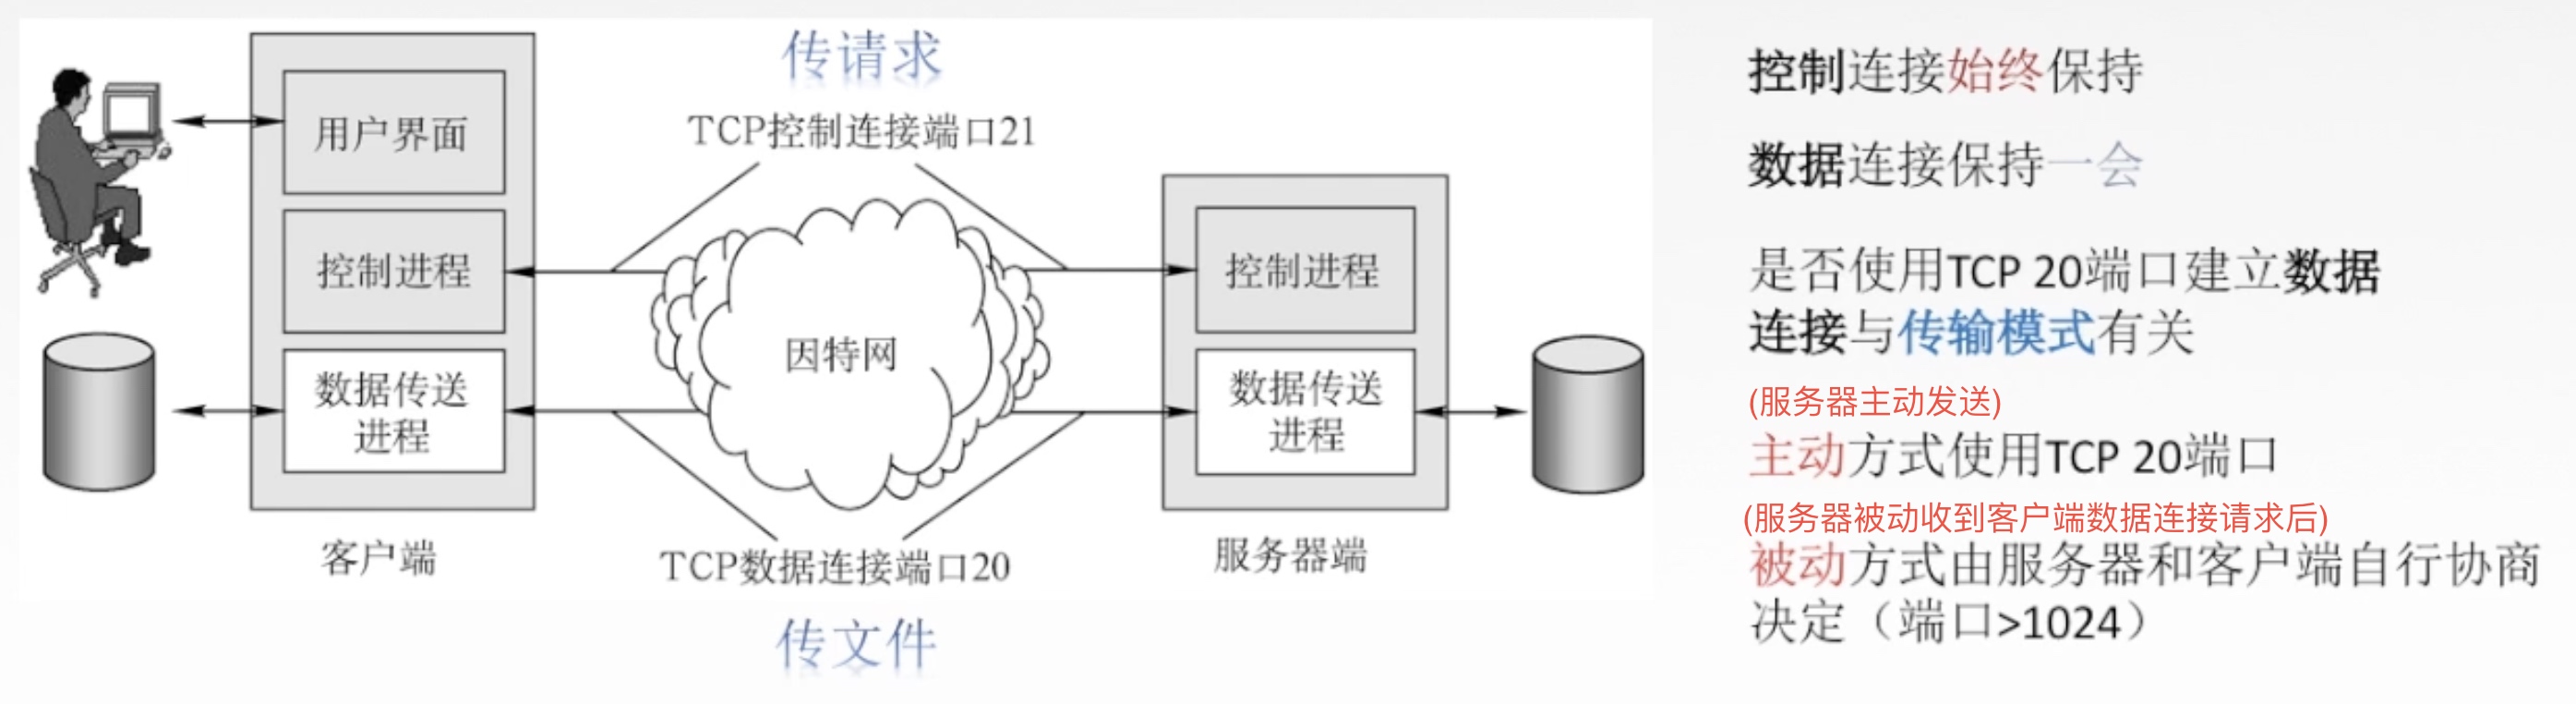 传请求
TCP控制连接端口21
用户界面
控制进程
数据传送
进程
客户端
因特网
控制进程
数据传送
进程
服务器端
TCP数据连接端口20
传文件
控制连接始终保持
数据连接保持一会
是否使用TCP 20端口建立数据
连接与传输模式有关
(服务器主动发送)
主动方式使用TCP 20端口
(服务器被动收到客户端数据连接请求后)
被动方式由服务器和客户端自行协商
决定（端口>1024）